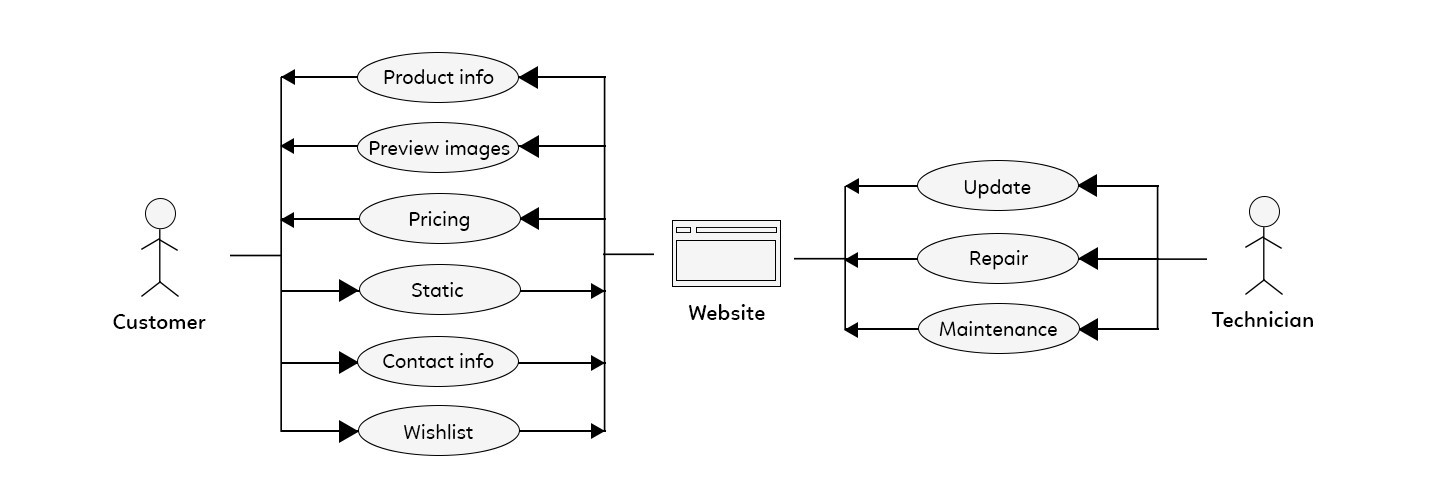 Product info
Preview images
Pricing
Static
Contact info
Wishlist
Customer
Website
Update
Repair
Maintenance
Technician